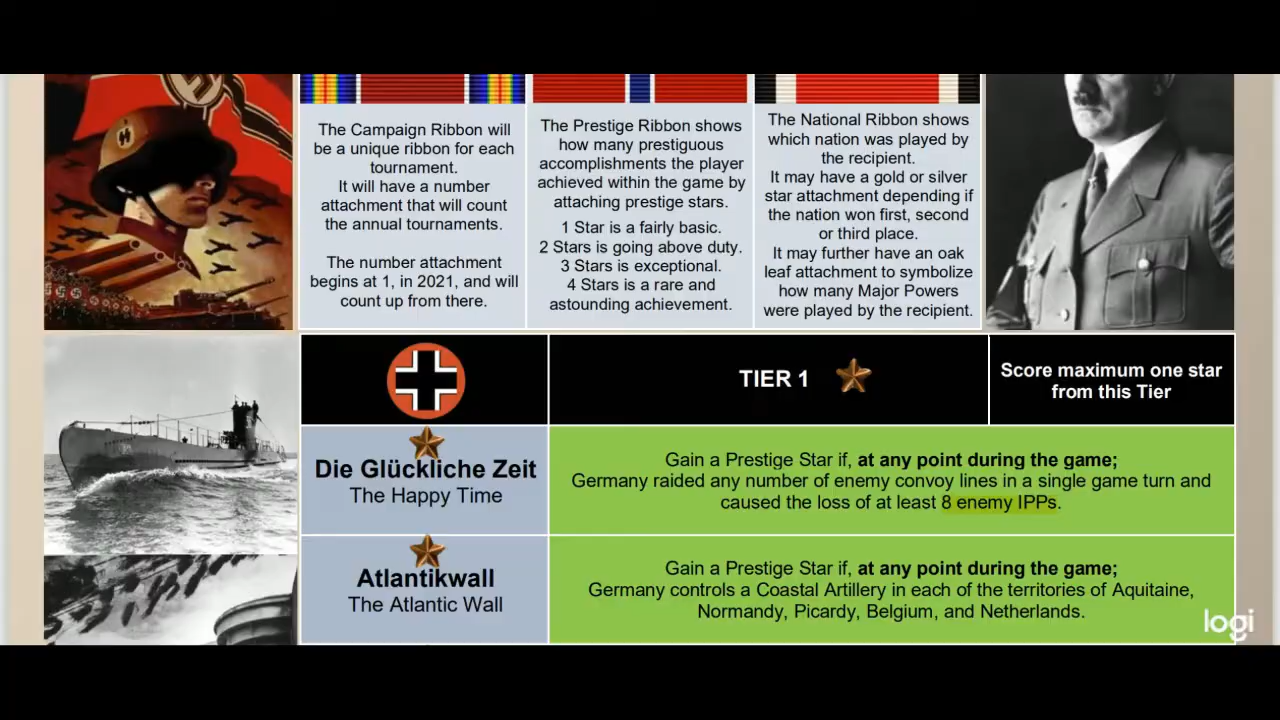 The Campaign Ribbon will
be a unique ribbon for each
tournament.
It will have a number
attachment that will count
the annual tournaments.
The number attachment
begins at 1, in 2021, and will
count up from there.
The Prestige Ribbon shows
how many prestiguous
accomplishments the player
achieved within the game by
attaching prestige stars.
1 Star is a fairly basic.
2 Stars is going above duty.
3 Stars is exceptional.
4 Stars is a rare and
astounding achievement.
The National Ribbon shows
which nation was played by
the recipient.
It may have a gold or silver
star attachment depending if
the nation won first, second
or third place.
It may further have an oak
leaf attachment to symbolize
how many Major Powers
were played by the recipient.
TIER 1
Score maximum one star
from this Tier
Die Glückliche Zeit
The Happy Time
Gain a Prestige Star if, at any point during the game;
Germany raided any number of enemy convoy lines in a single game turn and
caused the loss of at least 8 enemy IPPs.
Atlantikwall
The Atlantic Wall
Gain a Prestige Star if, at any point during the game;
Germany controls a Coastal Artillery in each of the territories of Aquitaine,
Normandy, Picardy, Belgium, and Netherlands.
logi